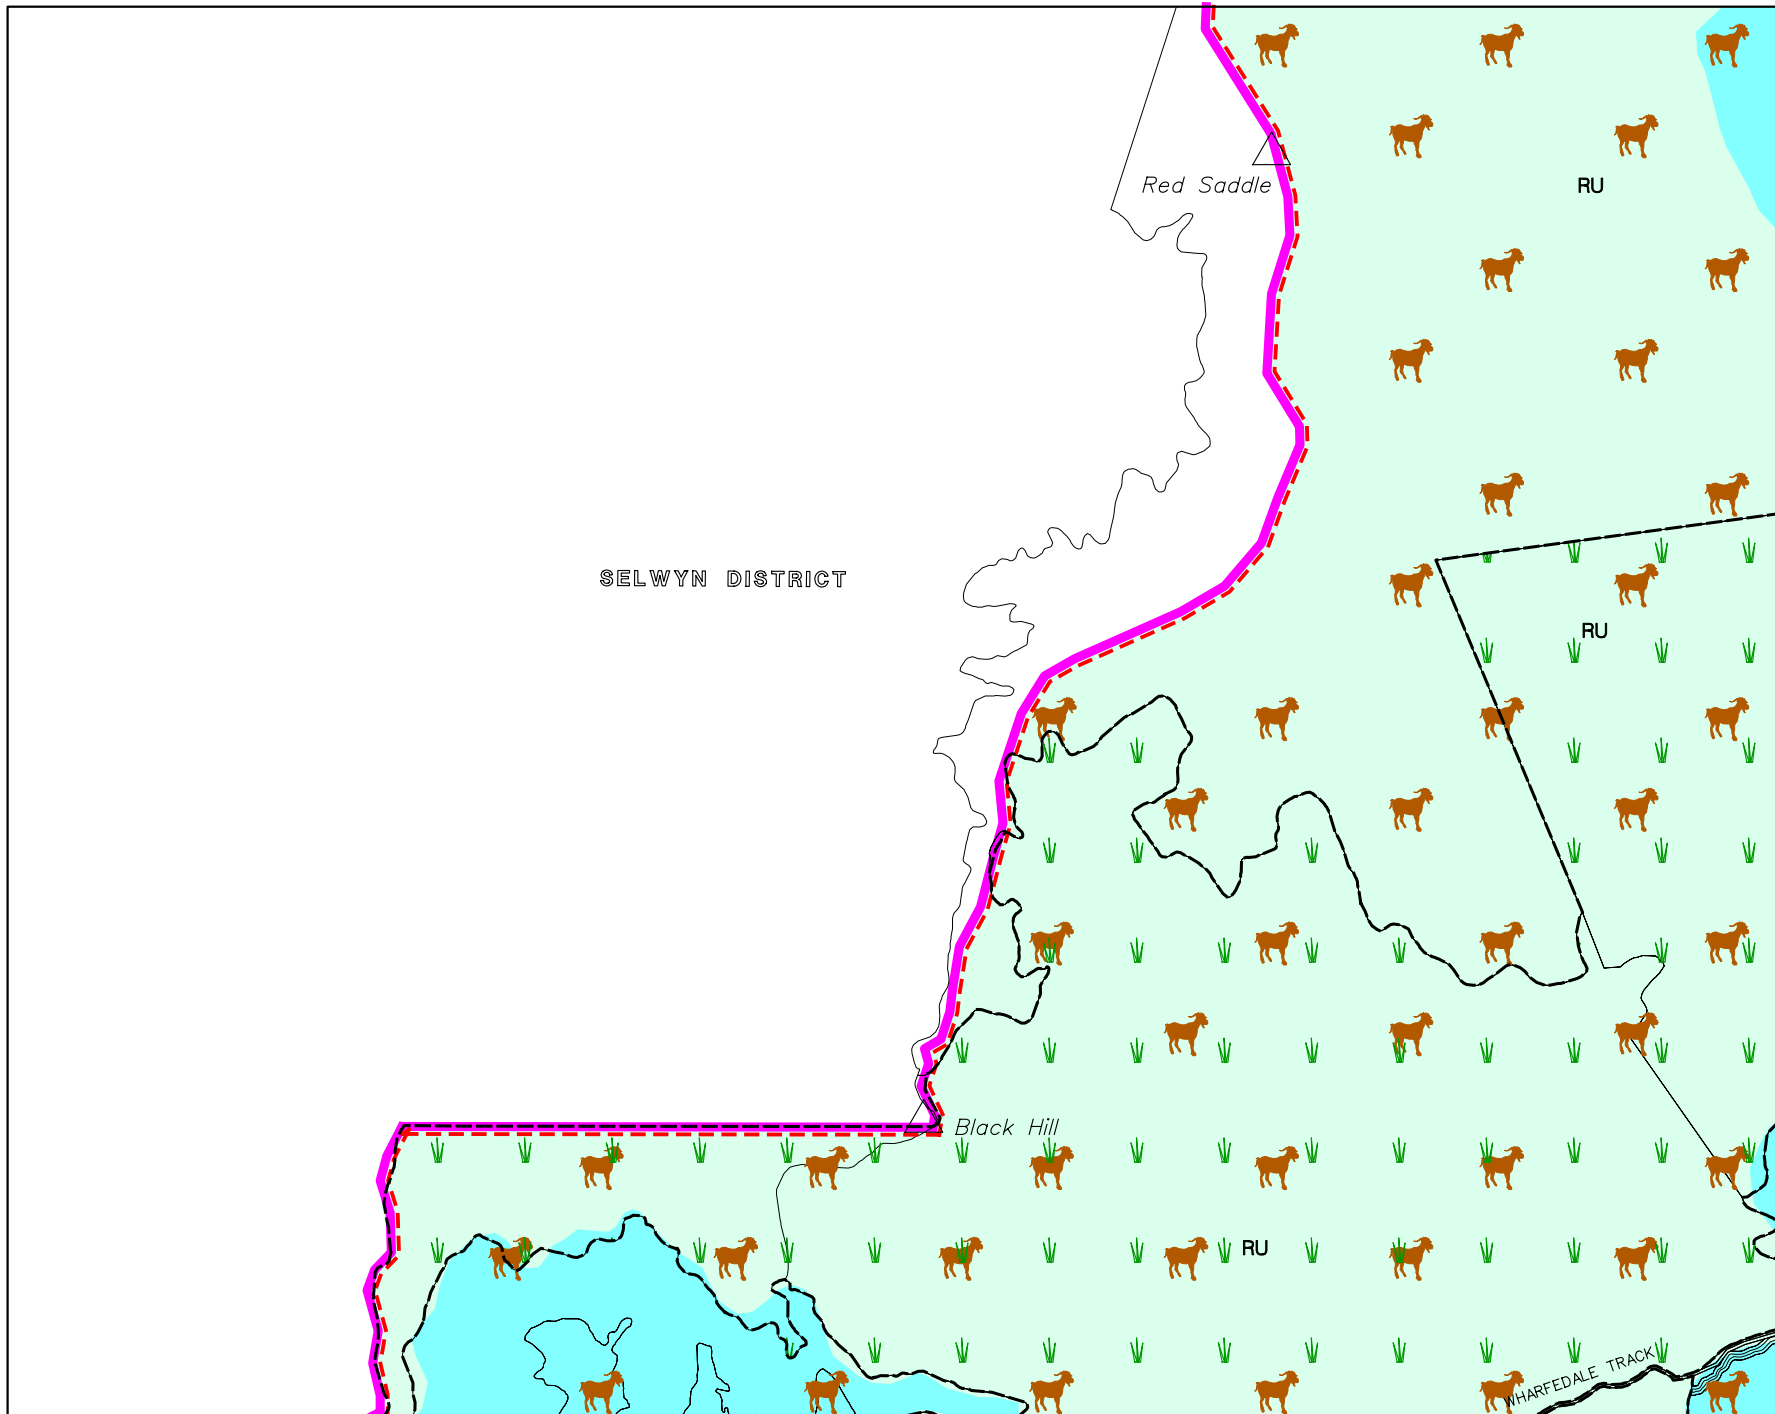 Red Saddle
RU
SELWYN DISTRICT
RU
Black Hill
RU
WHARFEDALE TRACK